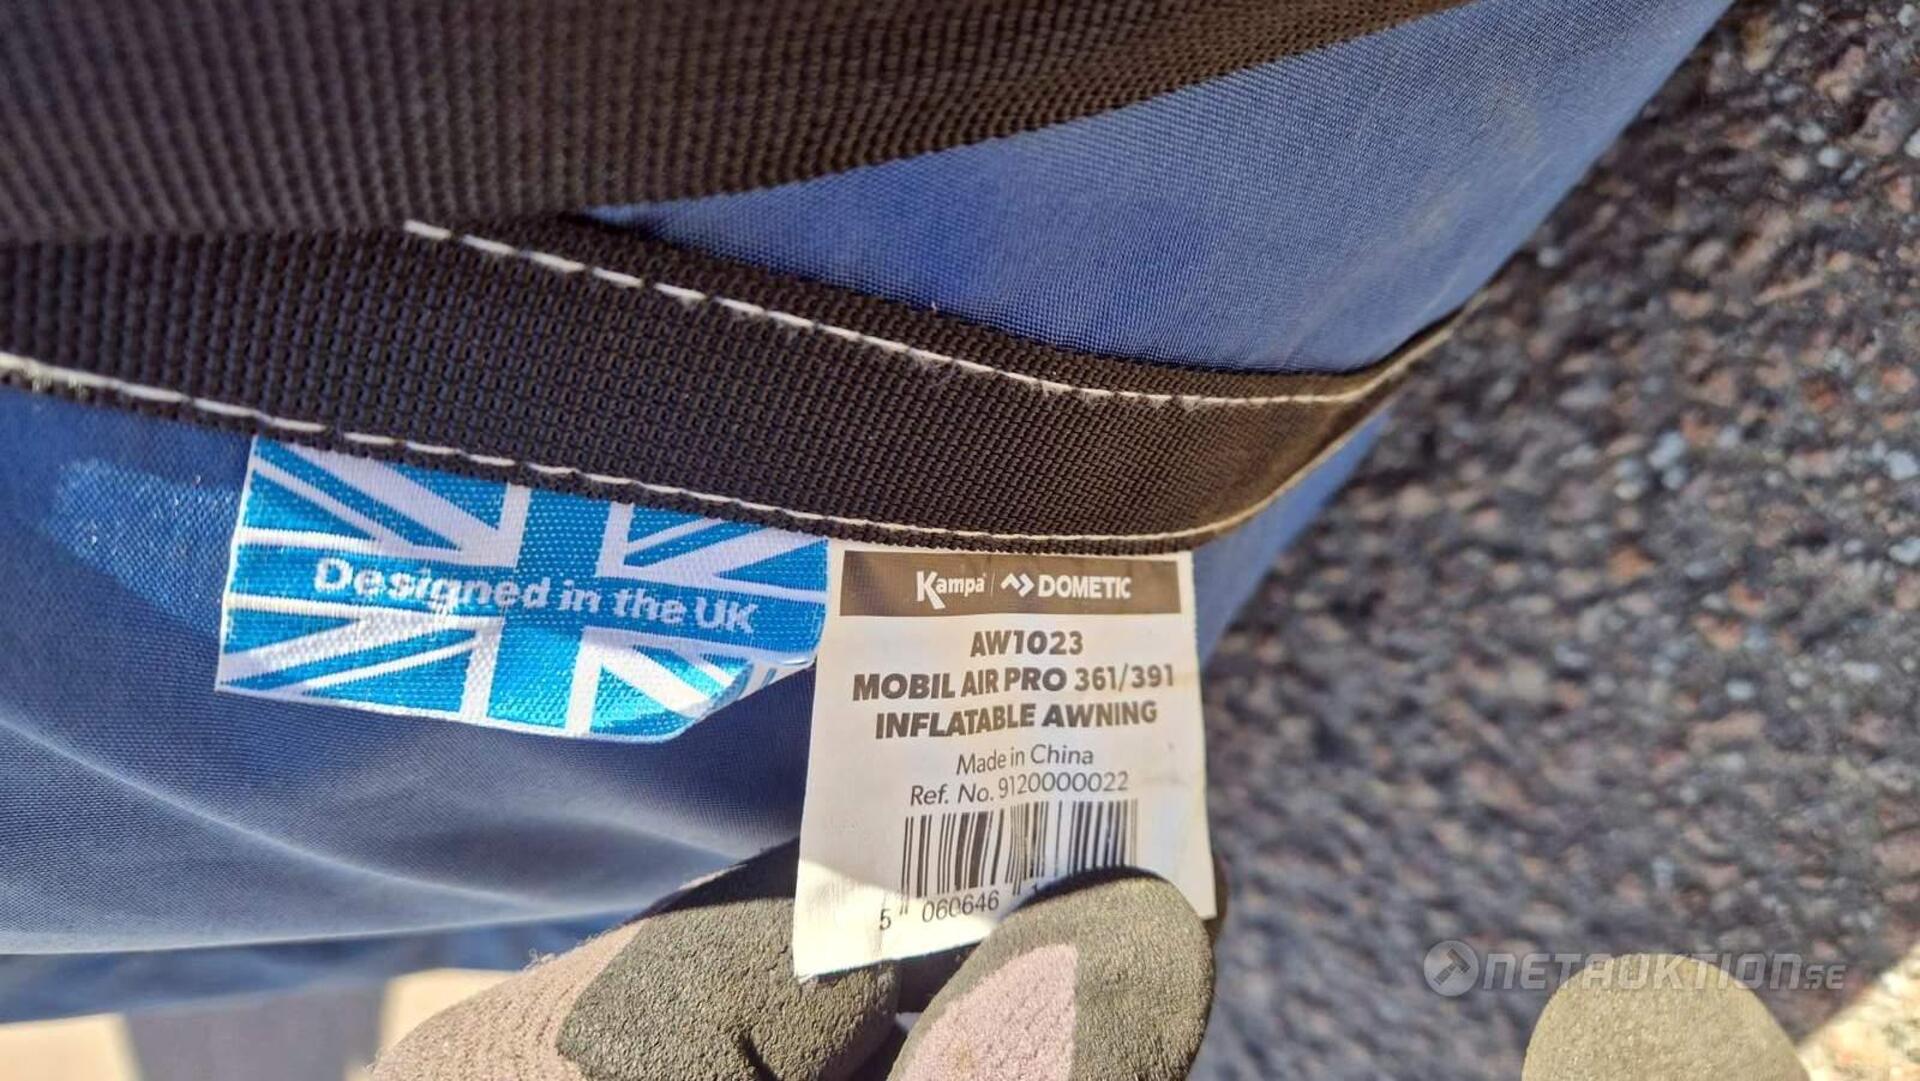 Designed in the UK
Kampa DOMETIC
AW1023
MOBIL AIR PRO 361/391
INFLATABLE AWNING
Made in China
Ref. No. 9120000022
5 060646
NETAUKTION.SE